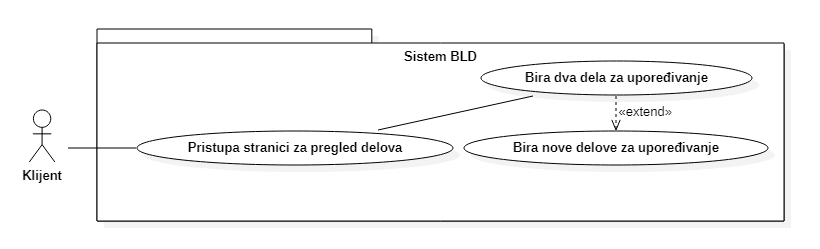 Sistem BLD
Bira dva dela za upoređivanje
«extend»
Pristupa stranici za pregled delova
Bira nove delove za upoređivanje
Klijent